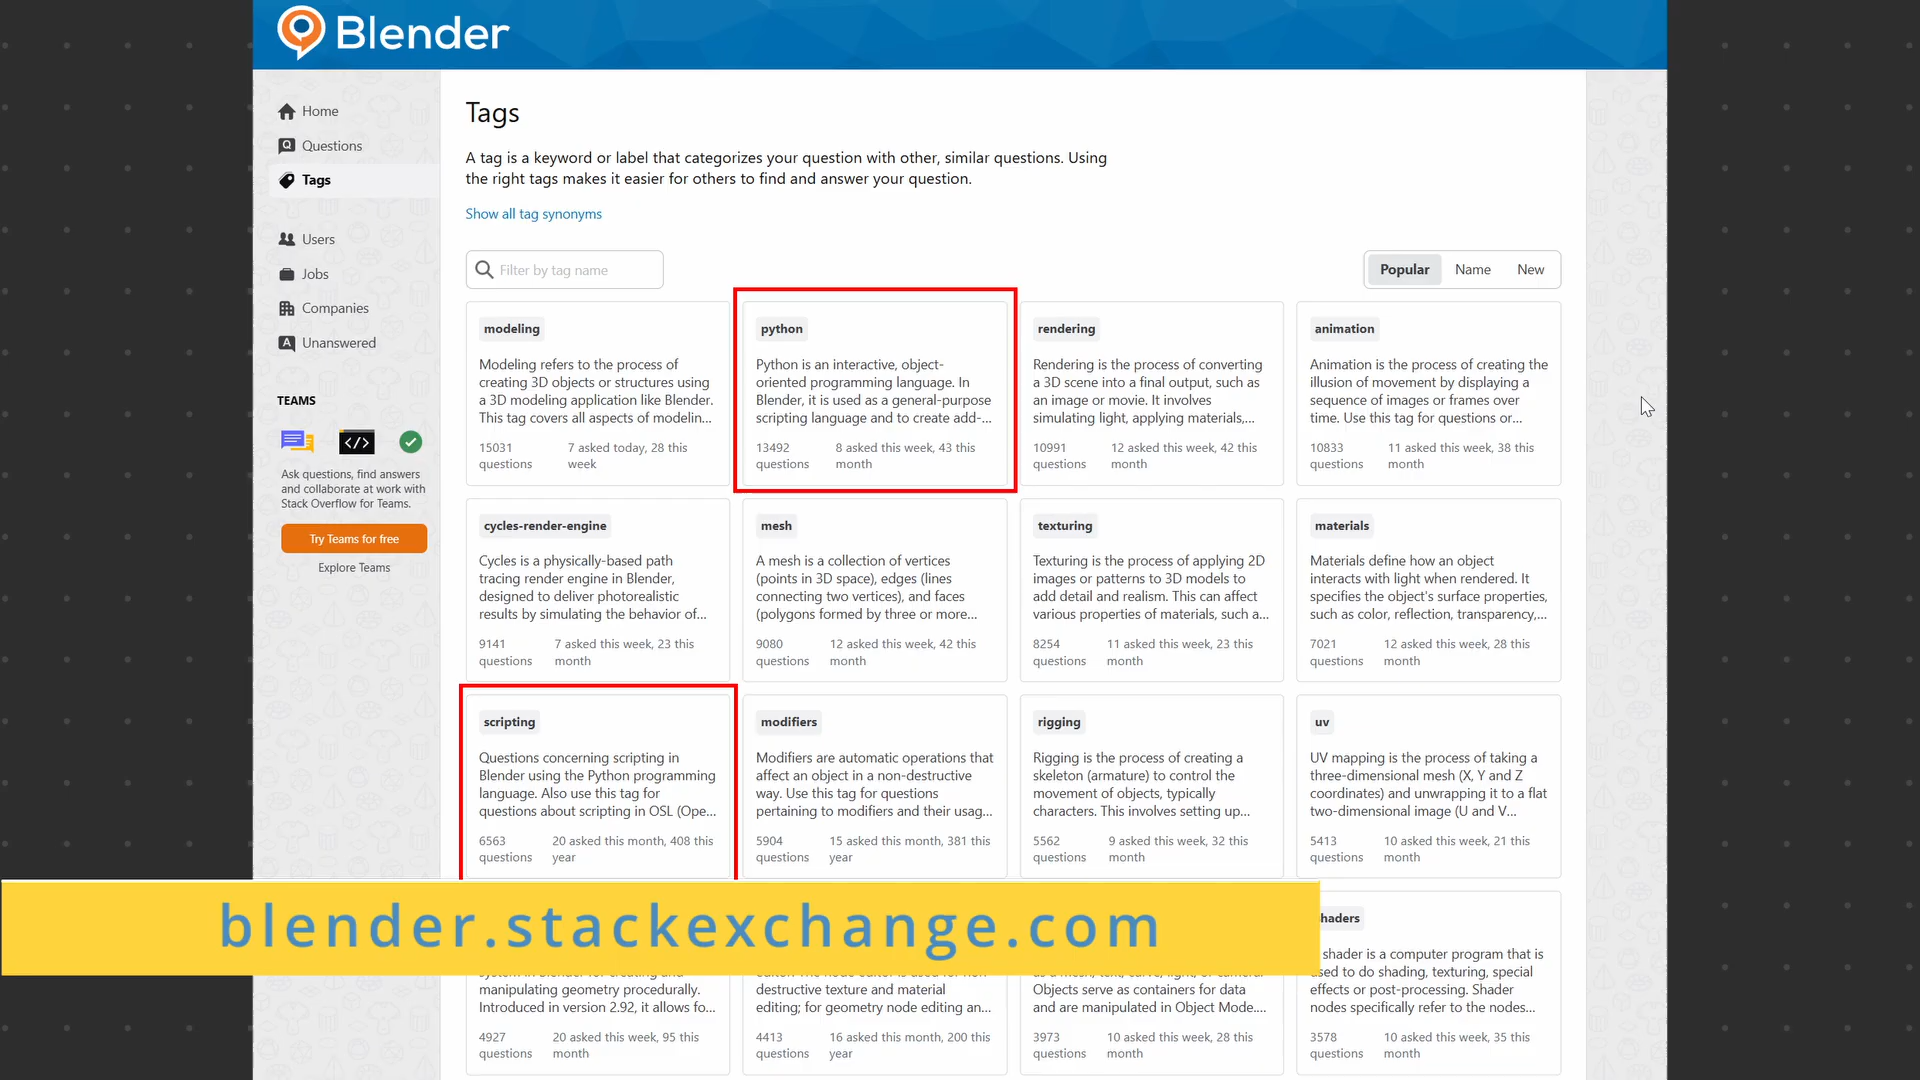 Blender
Home
Questions
Tags
Users
Jobs
Companies
Unanswered
TEAMS
Ask questions, find answers
and collaborate at work with
Stack Overflow for Teams.
Try Teams for free
Explore Teams
Tags
A tag is a keyword or label that categorizes your question with other, similar questions. Using
the right tags makes it easier for others to find and answer your question.
Show all tag synonyms
Filter by tag name
Popular Name New
modeling
Modeling refers to the process of
creating 3D objects or structures using
a 3D modeling application like Blender.
This tag covers all aspects of modelin...
15031 questions
7 asked today, 28 this week
python
Python is an interactive, object-
oriented programming language. In
Blender, it is used as a general-purpose
scripting language and to create add-...
13492 questions
8 asked this week, 43 this month
rendering
Rendering is the process of converting
a 3D scene into a final output, such as
an image or movie. It involves
simulating light, applying materials,...
10991 questions
12 asked this week, 42 this month
animation
Animation is the process of creating the
illusion of movement by displaying a
sequence of images or frames over
time. Use this tag for questions or...
10833 questions
11 asked this week, 38 this month
cycles-render-engine
Cycles is a physically-based path
tracing render engine in Blender,
designed to deliver photorealistic
results by simulating the behavior of...
9141 questions
7 asked this week, 23 this month
mesh
A mesh is a collection of vertices
(points in 3D space), edges (lines
connecting two vertices), and faces
(polygons formed by three or more...
9080 questions
12 asked this week, 42 this month
texturing
Texturing is the process of applying 2D
images or patterns to 3D models to
add detail and realism. This can affect
various properties of materials, such a...
8254 questions
11 asked this week, 23 this month
materials
Materials define how an object
interacts with light when rendered. It
specifies the object's surface properties,
such as color, reflection, transparency,...
7021 questions
12 asked this week, 28 this month
scripting
Questions concerning scripting in
Blender using the Python programming
language. Also use this tag for
questions about scripting in OSL (Ope...
6563 questions
20 asked this month, 408 this year
modifiers
Modifiers are automatic operations that
affect an object in a non-destructive
way. Use this tag for questions
pertaining to modifiers and their usag...
5904 questions
15 asked this month, 381 this year
rigging
Rigging is the process of creating a
skeleton (armature) to control the
movement of objects, typically
characters. This involves setting up...
5562 questions
9 asked this week, 32 this month
uv
UV mapping is the process of taking a
three-dimensional mesh (X, Y and Z
coordinates) and unwrapping it to a flat
two-dimensional image (U and V...
5413 questions
10 asked this week, 21 this month
blender.stackexchange.com
manipulating geometry procedurally.
Introduced in version 2.92, it allows fo...
4927 questions
20 asked this week, 95 this month
destructive texture and material
editing; for geometry node editing an...
4413 questions
16 asked this month, 200 this year
Objects serve as containers for data
and are manipulated in Object Mode....
3973 questions
10 asked this week, 28 this month
haders
shader is a computer program that is
sed to do shading, texturing, special
effects or post-processing. Shader
nodes specifically refer to the nodes...
3578 questions
10 asked this week, 35 this month